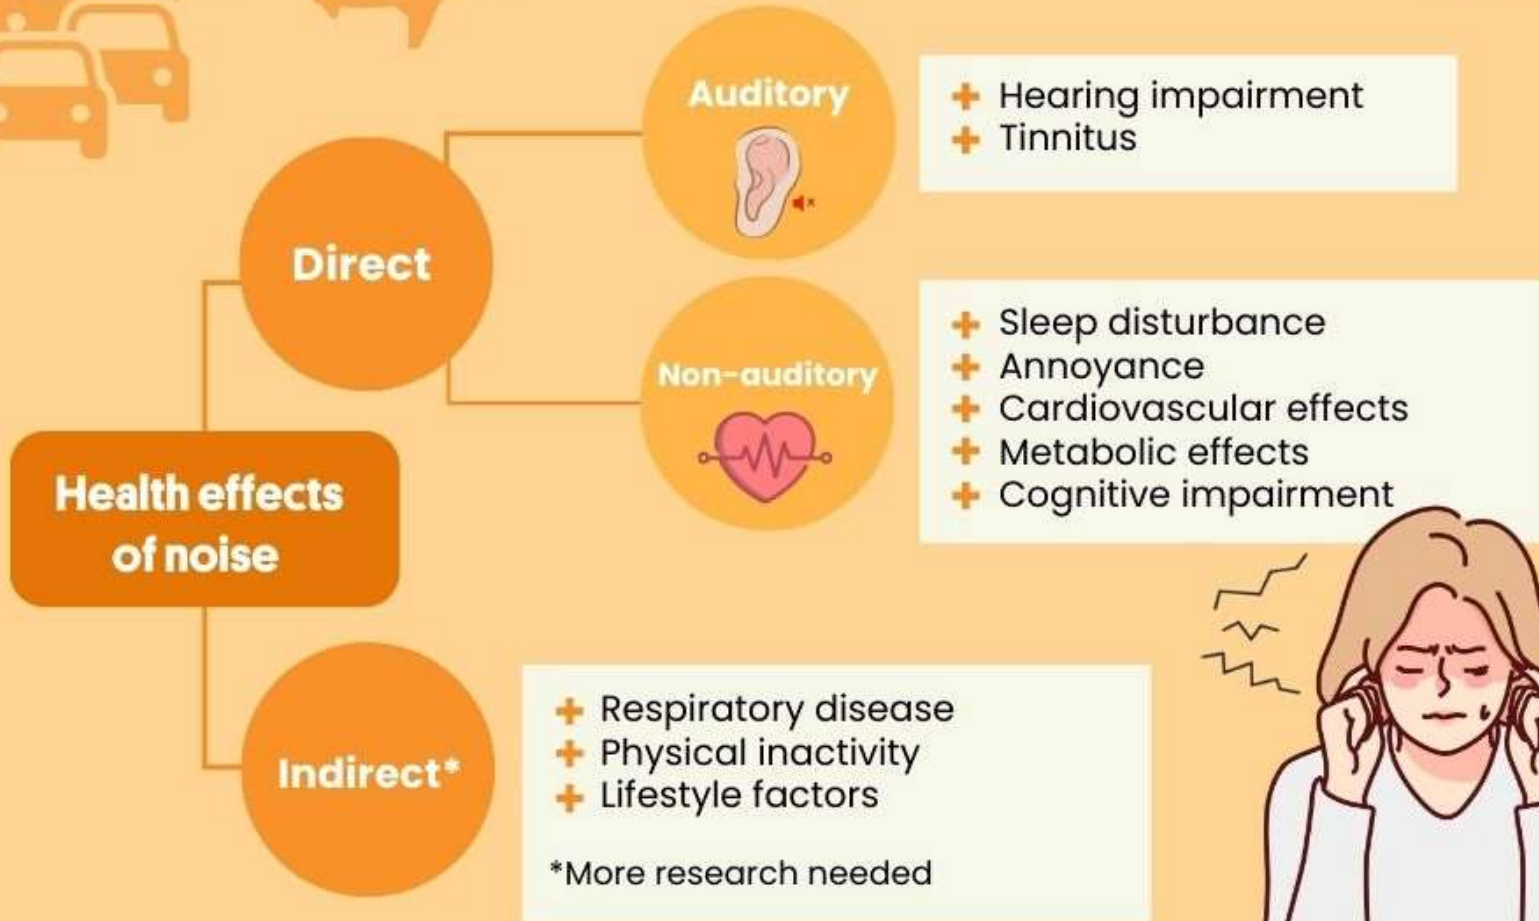 Auditory
Hearing impairment
Tinnitus
Direct
Non-auditory
Sleep disturbance
Annoyance
Cardiovascular effects
Metabolic effects
Cognitive impairment
Health effects
of noise
Indirect*
Respiratory disease
Physical inactivity
Lifestyle factors
*More research needed